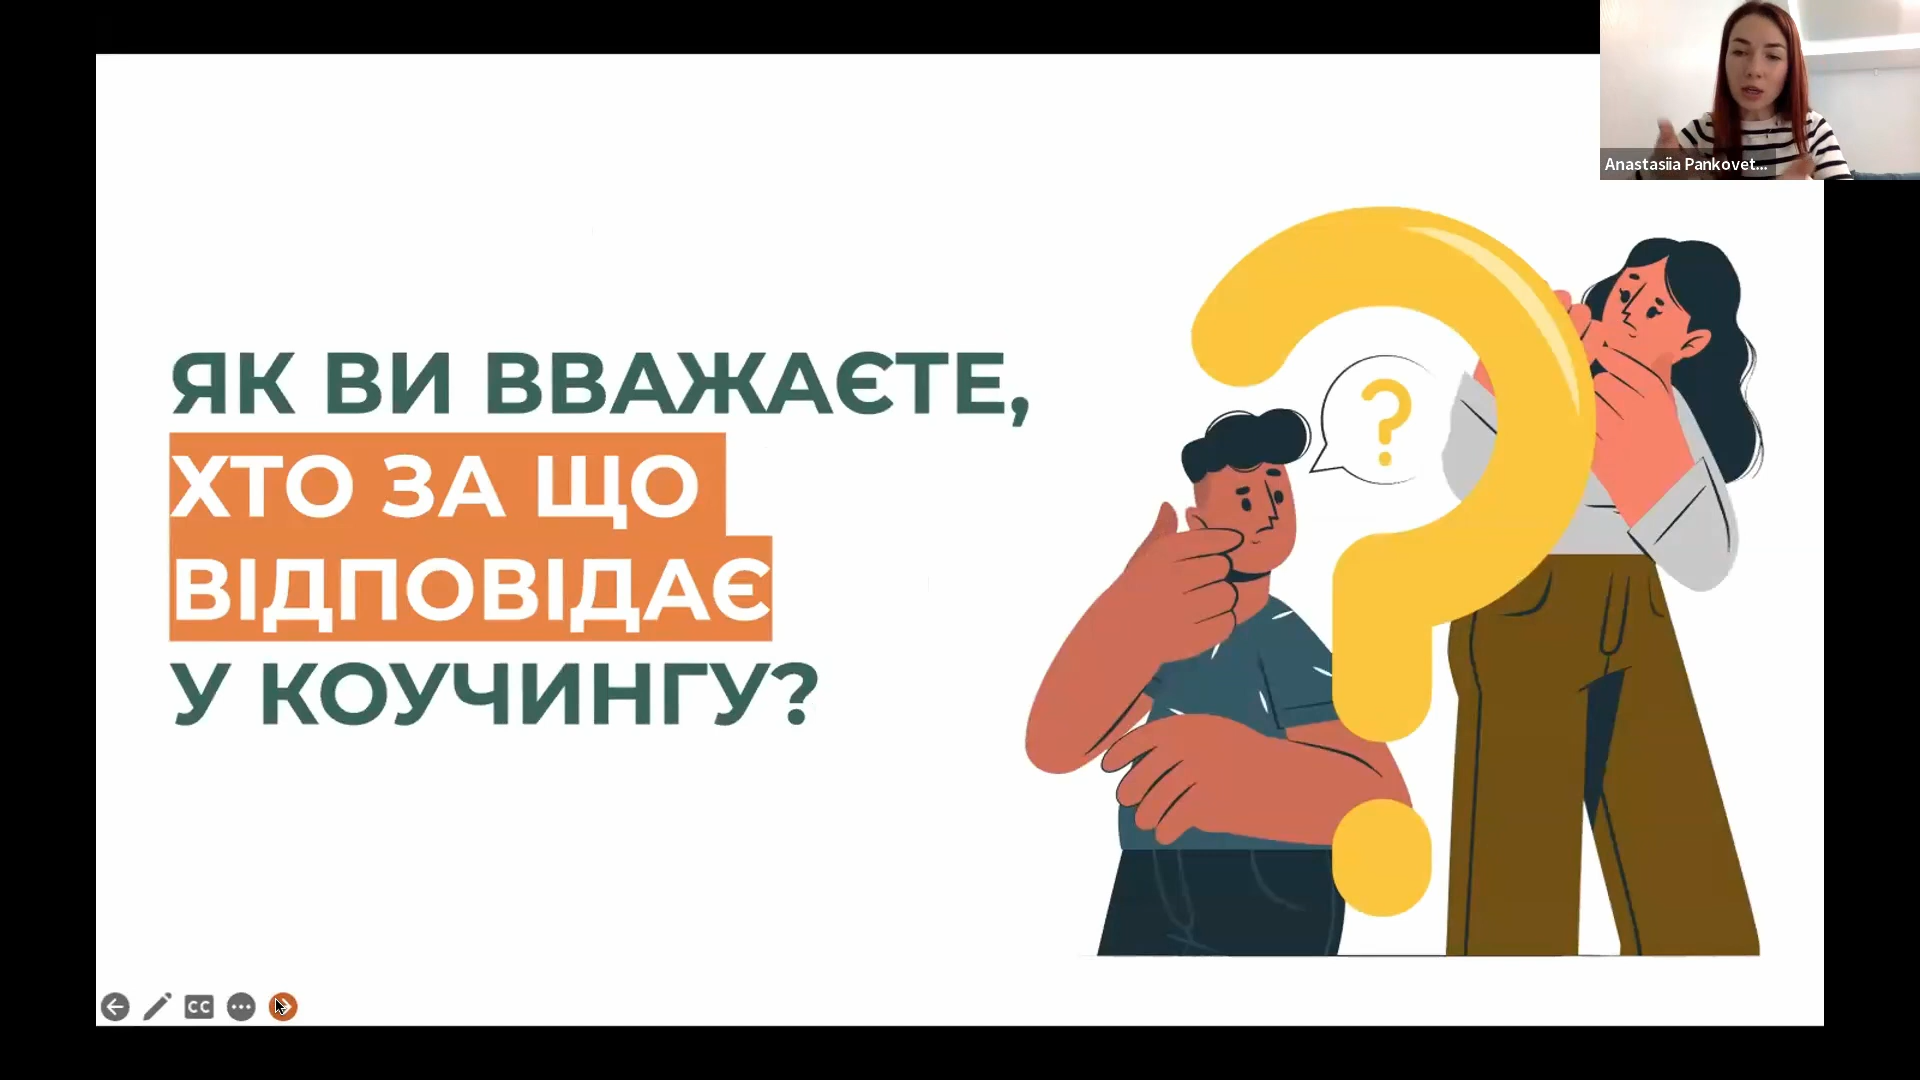 Anastasiia Pankovet...
ЯК ВИ ВВАЖАЄТЕ,
ХТО ЗА ЩО
ВІДПОВІДАЄ
У КОУЧИНГУ?
?
CC